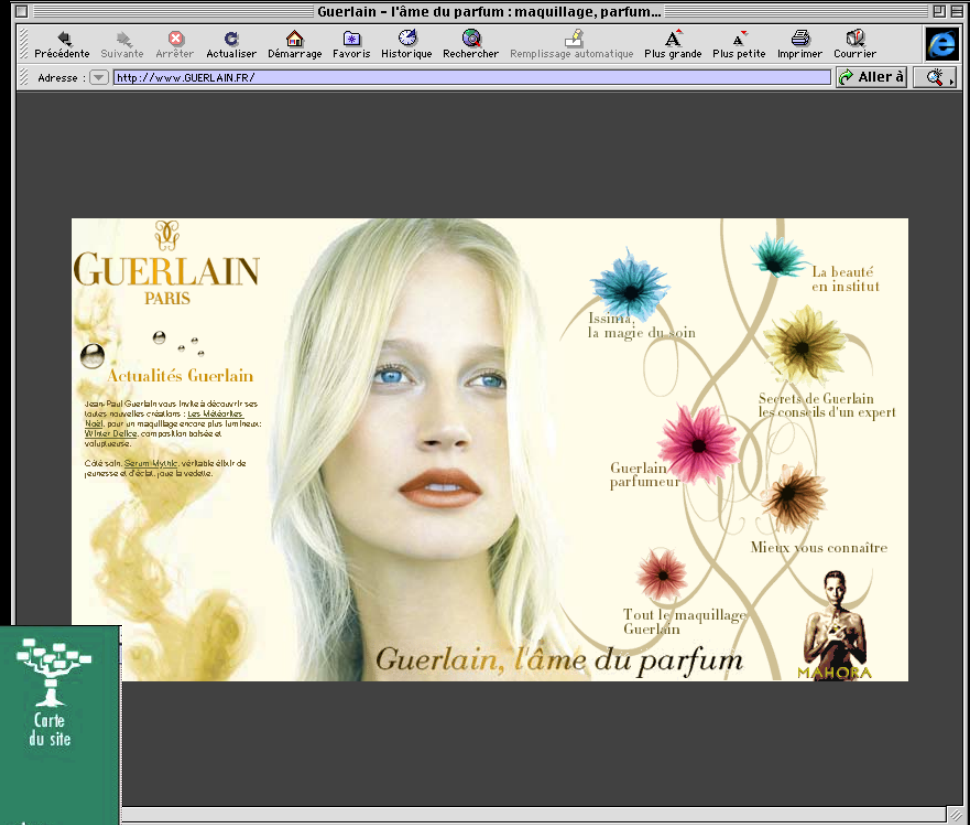 Guerlain - l'âme du parfum : maquillage, parfum...
Précédente Suivante Arrêter Actualiser Démarrage Favoris Historique Rechercher Remplissage automatique Plus grande Plus petite Imprimer Courrier
Adresse : http://www.GUERLAIN.FR/ Aller à
GUERLAIN
PARIS
Actualités Guerlain
Jean-Paul Guerlain vous invite à découvrir ses
toutes nouvelles créations : Les Météorites
Noël, pour un maquillage encore plus lumineux;
Winter Delice, composition boisée et
voluptueuse.
Côté soin, Serum Mythic, véritable élixir de
jeunesse et d'éclat, joue la vedette.
La beauté
en institut
Issima,
la magie du soin
Secrets de Guerlain
les conseils d'un expert
Guerlain
parfumeur
Mieux vous connaître
Tout le maquillage
Guerlain
Guerlain, l'âme du parfum
MAHORA
Carte
du site